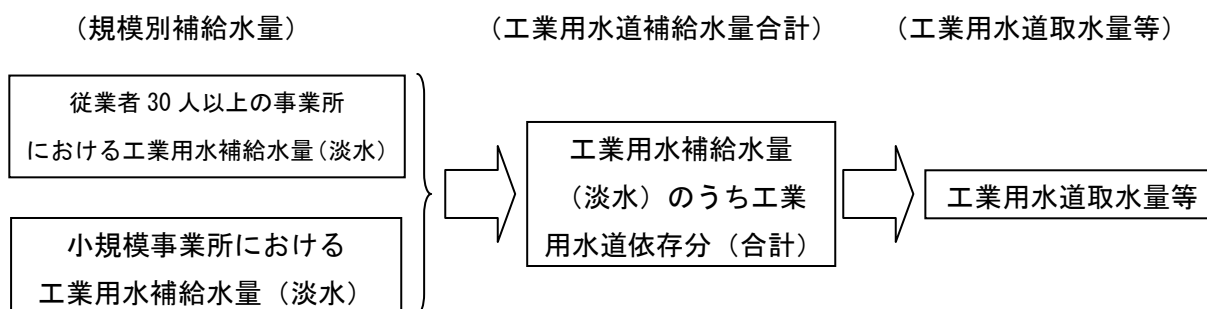 （規模別補給水量）
（工業用水道補給水量合計）
（工業用水道取水量等）
従業者 30 人以上の事業所
における工業用水補給水量（淡水）
小規模事業所における
工業用水補給水量（淡水）
工業用水補給水量
（淡水）のうち工業
用水道依存分（合計）
工業用水道取水量等